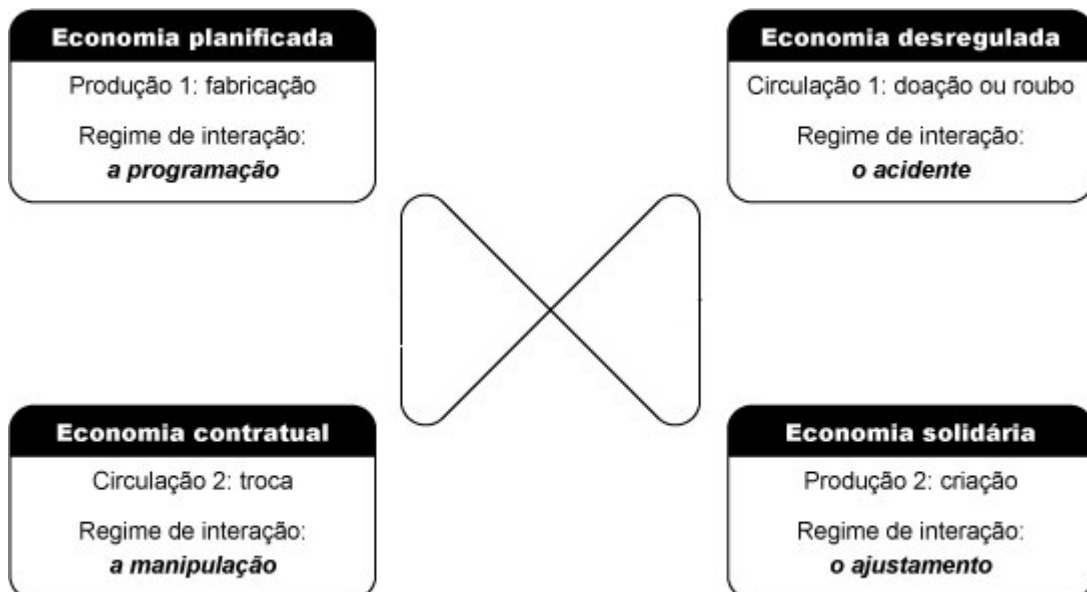 Economia planificada
Produção 1: fabricação
Regime de interação:
a programação
Economia desregulada
Circulação 1: doação ou roubo
Regime de interação:
o acidente
Economia contratual
Circulação 2: troca
Regime de interação:
a manipulação
Economia solidária
Produção 2: criação
Regime de interação:
o ajustamento